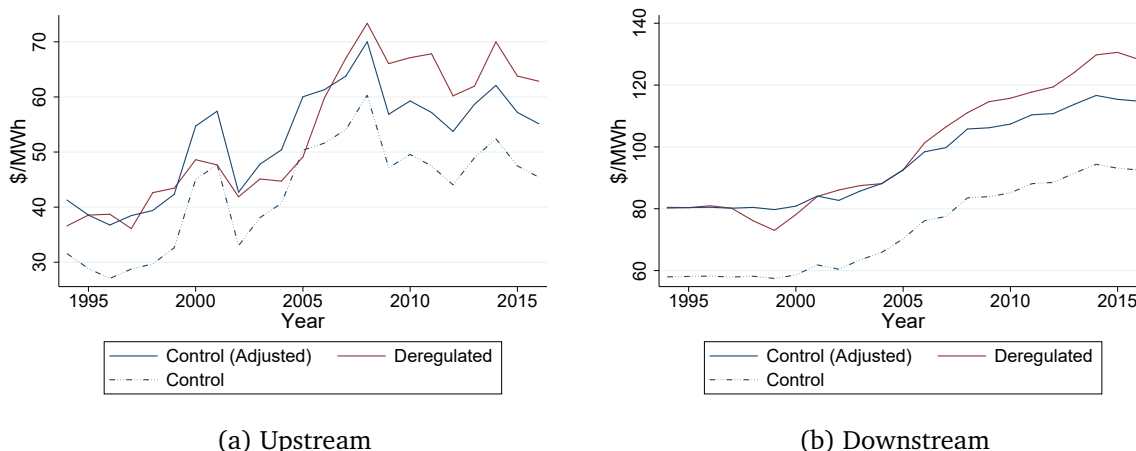 $/MWh
70
60
50
40
30
1995 2000 2005 2010 2015
Year
Control (Adjusted) Deregulated
Control
(a) Upstream
$/MWh
140
120
100
80
60
1995 2000 2005 2010 2015
Year
Control (Adjusted) Deregulated
Control
(b) Downstream